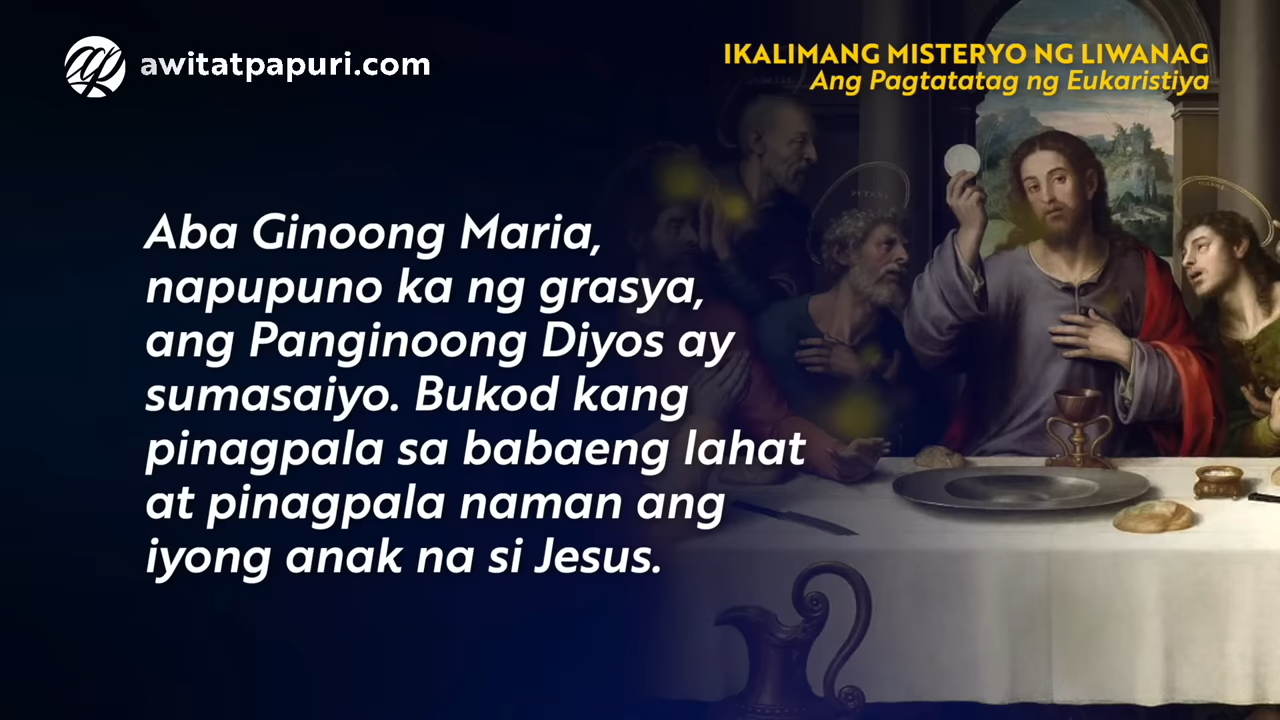 awitatpapuri.com
IKALIMANG MISTERYO NG LIWANAG
Ang Pagtatatag ng Eukaristiya
Aba Ginoong Maria,
napupuno ka ng grasya,
ang Panginoong Diyos ay
sumasaiyo. Bukod kang
pinagpala sa babaeng lahat
at pinagpala naman ang
iyong anak na si Jesus.